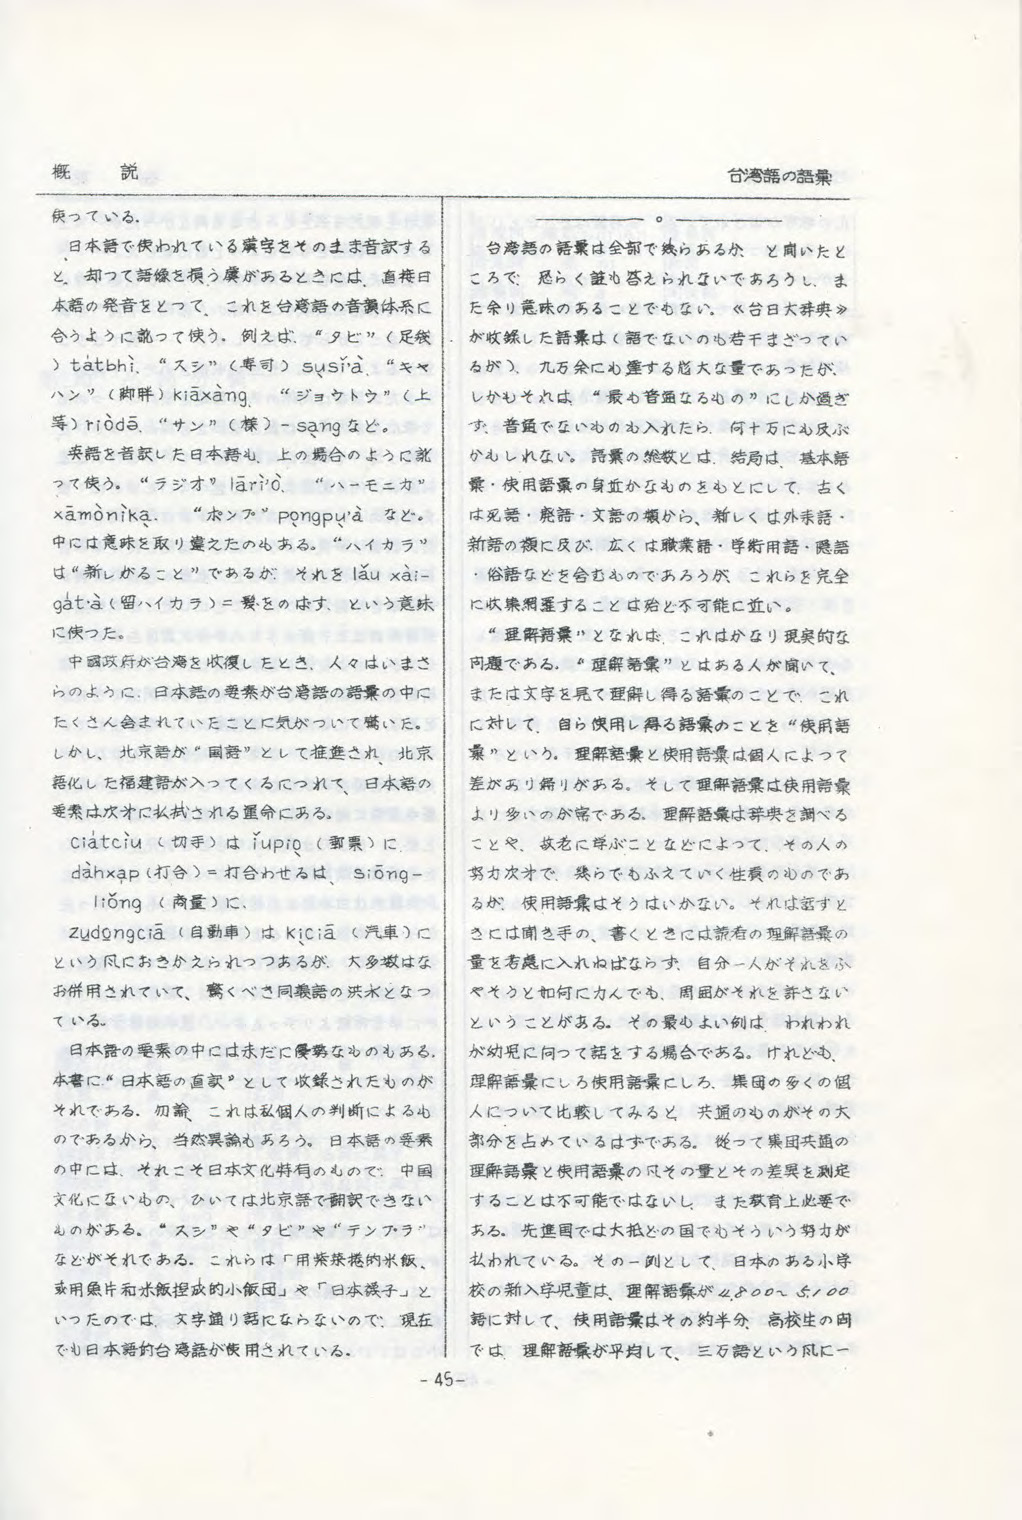 概　説
台湾語の語彙
使っている。
日本語で使われている漢字をそのまま音訳する
と、却って語像を損う虞があるときには、直接日
本語の発音をとって、これを台湾語の音韻体系に
合うように訛って使う。例えば、“タビ”（足袋
）tátbhì、“スシ”（寿司）sụsǐ'à、“キャ
ハン”（脚胖）kiāxàng、“ジョウトウ”（上
等）riòdā、“サン”（様）-sạngなど。
英語を音訳した日本語も、上の場合のように訛
って使う。“ラジオ”lāri'ò、“ハーモニカ”
xāmònìkạ、“ポンプ”pọngpụ'à など。
中には意味を取り違えたのもある。“ハイカラ”
は“新しがること”であるが、それを lǎu xài-
gát'à（留ハイカラ）=髪をのばす、という意味
に使った。
中国政府が台湾を収復したとき、人々はいまさ
らのように、日本語の要素が台湾語の語彙の中に
たくさん含まれていたことに気がついて驚いた。
しかし、北京語が“国語”として推進され、北京
語化した福建語が入ってくるにつれて、日本語の
要素は次才に払拭される運命にある。
ciátciu（切手）は iǔpiọ（郵票）に、
dàhxạp（打合）=打合わせるは、siōng-
liǒng（商量）に、
zụdọngciā（自動車）は kịciā（汽車）に
という風におきかえられつつあるが、大多数はな
お併用されていて、驚くべき同義語の洪水となっ
ている。
日本語の要素の中には未だに優勢なものもある。
本書に“日本語の直訳”として収録されたものが
それである。勿論、これは私個人の判断によるも
のであるから、当然異論もあろう。日本語の要素
の中には、それこそ日本文化特有のもので、中国
文化にないもの、ひいては北京語で翻訳できない
ものがある。“スシ”や“タビ”や“テンプラ”
などがそれである。これらは「用紫菜捲的米飯、
或用魚片和米飯捏成的小飯団」や「日本襪子」と
いったのでは、文字通り話にならないので、現在
でも日本語的台湾語が使用されている。
。
台湾語の語彙は全部で幾らあるか、と聞いたと
ころで、恐らく誰も答えられないであろうし、ま
た余り意味のあることでもない。≪台日大辞典≫
が収録した語彙は（語でないのも若干まざってい
るが）、九万余にも達する厖大な量であったが、
しかもそれは、“最も普通なるもの”にしか過ぎ
ず、普通でないものも入れたら、何十万にも及ぶ
かもしれない。語彙の総数とは、結局は、基本語
彙・使用語彙の身近かなものをもとにして、古く
は死語・廃語・文語の類から、新しくは外来語・
新語の類に及び、広くは職業語・学術用語・隠語
・俗語などを含むものであろうが、これらを完全
に収集網羅することは殆ど不可能に近い。
“理解語彙”となれば、これはかなり現実的な
問題である。“理解語彙”とはある人が聞いて、
または文字を見て理解し得る語彙のことで、これ
に対して、自ら使用し得る語彙のことを“使用語
彙”という。理解語彙と使用語彙は個人によって
差があり偏りがある。そして理解語彙は使用語彙
より多いのが常である。理解語彙は辞典を調べる
ことや、故老に学ぶことなどによって、その人の
努力次才で、幾らでもふえていく性質のものであ
るが、使用語彙はそうはいかない。それは話すと
きには聞き手の、書くときには読者の理解語彙の
量を考慮に入れねばならず、自分一人がそれをふ
やそうと如何に力んでも、周囲がそれを許さない
ということがある。その最もよい例は、われわれ
が幼児に向って話をする場合である。けれども、
理解語彙にしろ使用語彙にしろ、集団の多くの個
人について比較してみると、共通のものがその大
部分を占めているはずである。従って集団共通の
理解語彙と使用語彙の凡その量とその差異を測定
することは不可能ではないし、また教育上必要で
ある。先進国では大抵どの国でもそういう努力が
払われている。その一例として、日本のある小学
校の新入学児童は、理解語彙が4,800~5,100
語に対して、使用語彙はその約半分、高校生の間
では、理解語彙が平均して、三万語という風に一
-45-